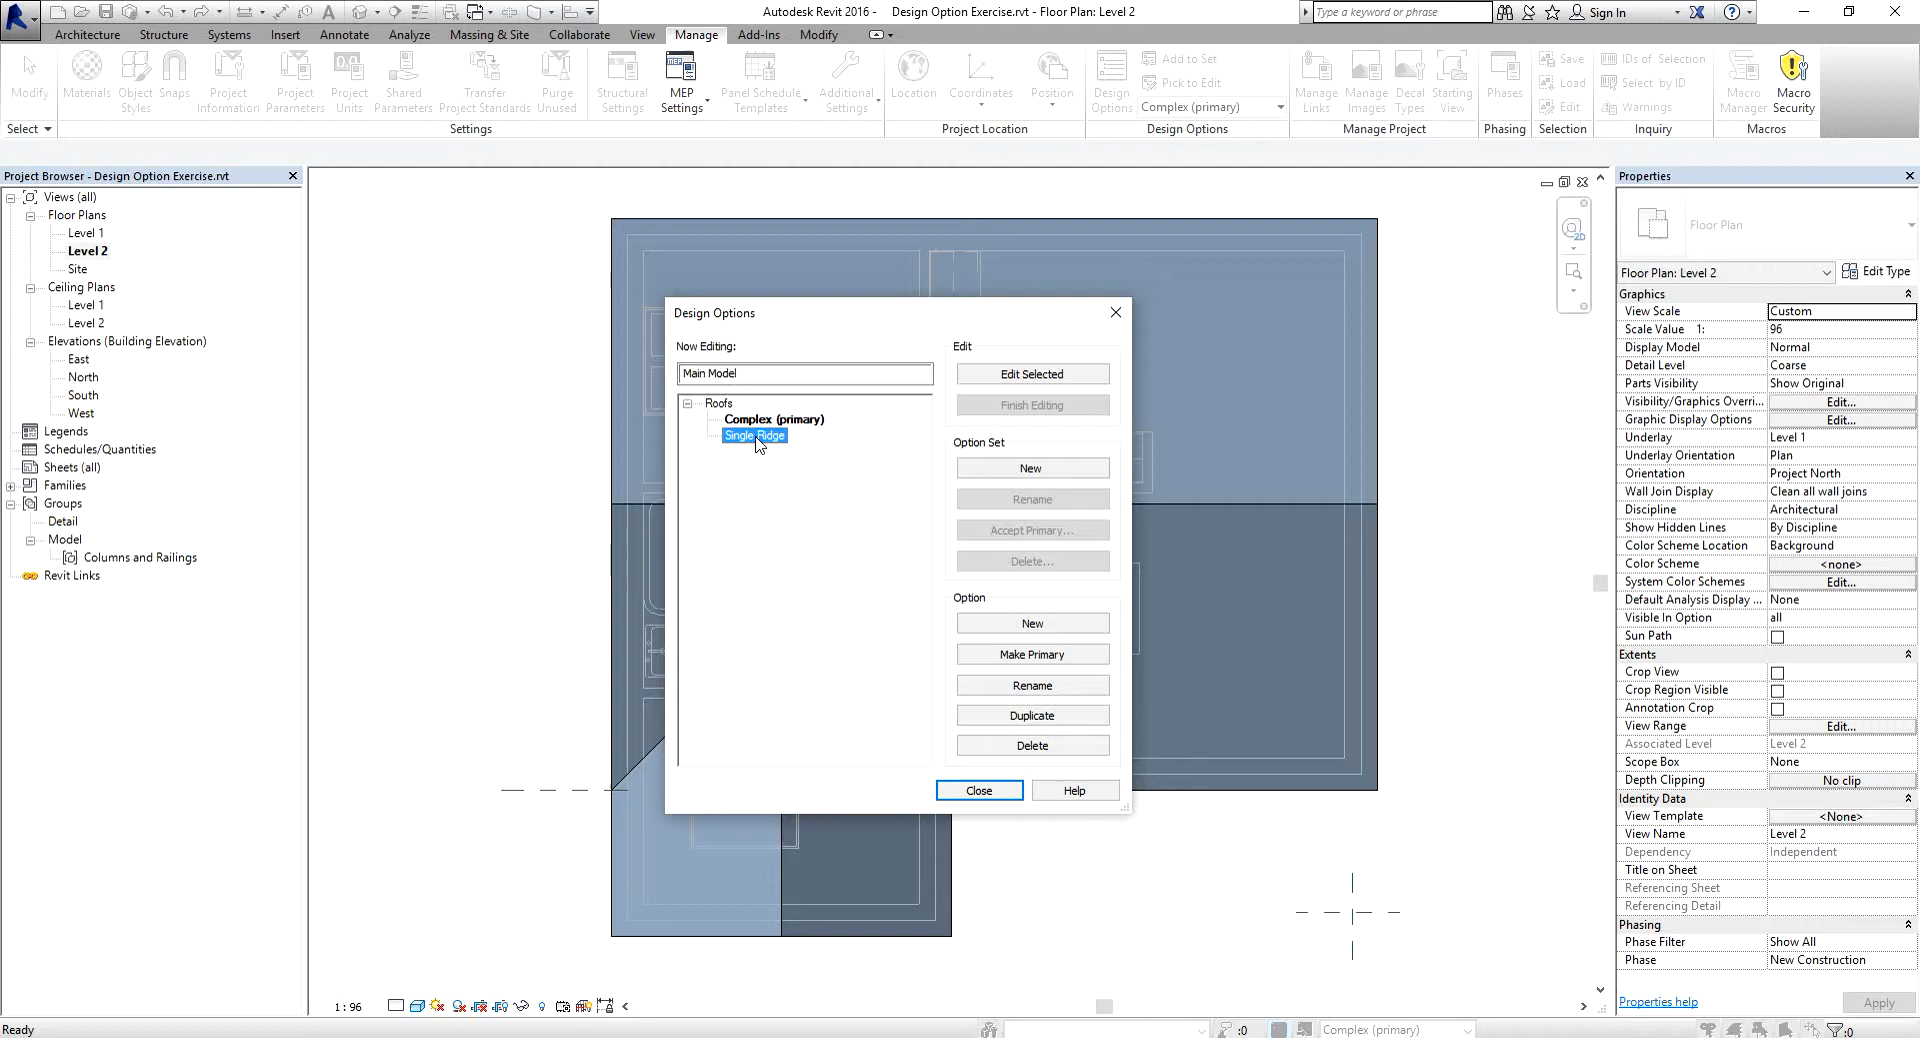 Autodesk Revit 2016 - Design Option Exercise.rvt - Floor Plan: Level 2
Type a keyword or phrase
Sign In
Architecture Structure Systems Insert Annotate Analyze Massing & Site Collaborate View Manage Add-Ins Modify
Modify
Materials
Object Styles
Snaps
Project Information
Project Parameters
Project Units
Shared Parameters
Transfer Project Standards
Purge Unused
Structural Settings
MEP Settings
Panel Schedule Templates
Additional Settings
Location
Coordinates
Position
Design Options
Add to Set
Pick to Edit
Complex (primary)
Manage Links
Manage Images
Decal Types
Starting View
Phases
Save
Load
Edit
IDs of Selection
Select by ID
Warnings
Macro Manager
Macro Security
Select
Settings
Project Location
Design Options
Manage Project
Phasing
Selection
Inquiry
Macros
Project Browser - Design Option Exercise.rvt
Views (all)
Floor Plans
Level 1
Level 2
Site
Ceiling Plans
Level 1
Level 2
Elevations (Building Elevation)
East
North
South
West
Legends
Schedules/Quantities
Sheets (all)
Families
Groups
Detail
Model
Columns and Railings
Revit Links
2D
Design Options
Now Editing:
Main Model
Roofs
Complex (primary)
Single Ridge
Edit
Edit Selected
Finish Editing
Option Set
New
Rename
Accept Primary...
Delete...
Option
New
Make Primary
Rename
Duplicate
Delete
Close
Help
Properties
Floor Plan
Floor Plan: Level 2
Edit Type
Graphics
View Scale Custom
Scale Value 1: 96
Display Model Normal
Detail Level Coarse
Parts Visibility Show Original
Visibility/Graphics Overri... Edit...
Graphic Display Options Edit...
Underlay Level 1
Underlay Orientation Plan
Orientation Project North
Wall Join Display Clean all wall joins
Discipline Architectural
Show Hidden Lines By Discipline
Color Scheme Location Background
Color Scheme <none>
System Color Schemes Edit...
Default Analysis Display ... None
Visible In Option all
Sun Path
Extents
Crop View
Crop Region Visible
Annotation Crop
View Range Edit...
Associated Level Level 2
Scope Box None
Depth Clipping No clip
Identity Data
View Template <None>
View Name Level 2
Dependency Independent
Title on Sheet
Referencing Sheet
Referencing Detail
Phasing
Phase Filter Show All
Phase New Construction
Properties help
Apply
1 : 96
Ready
:0
Complex (primary)
:0